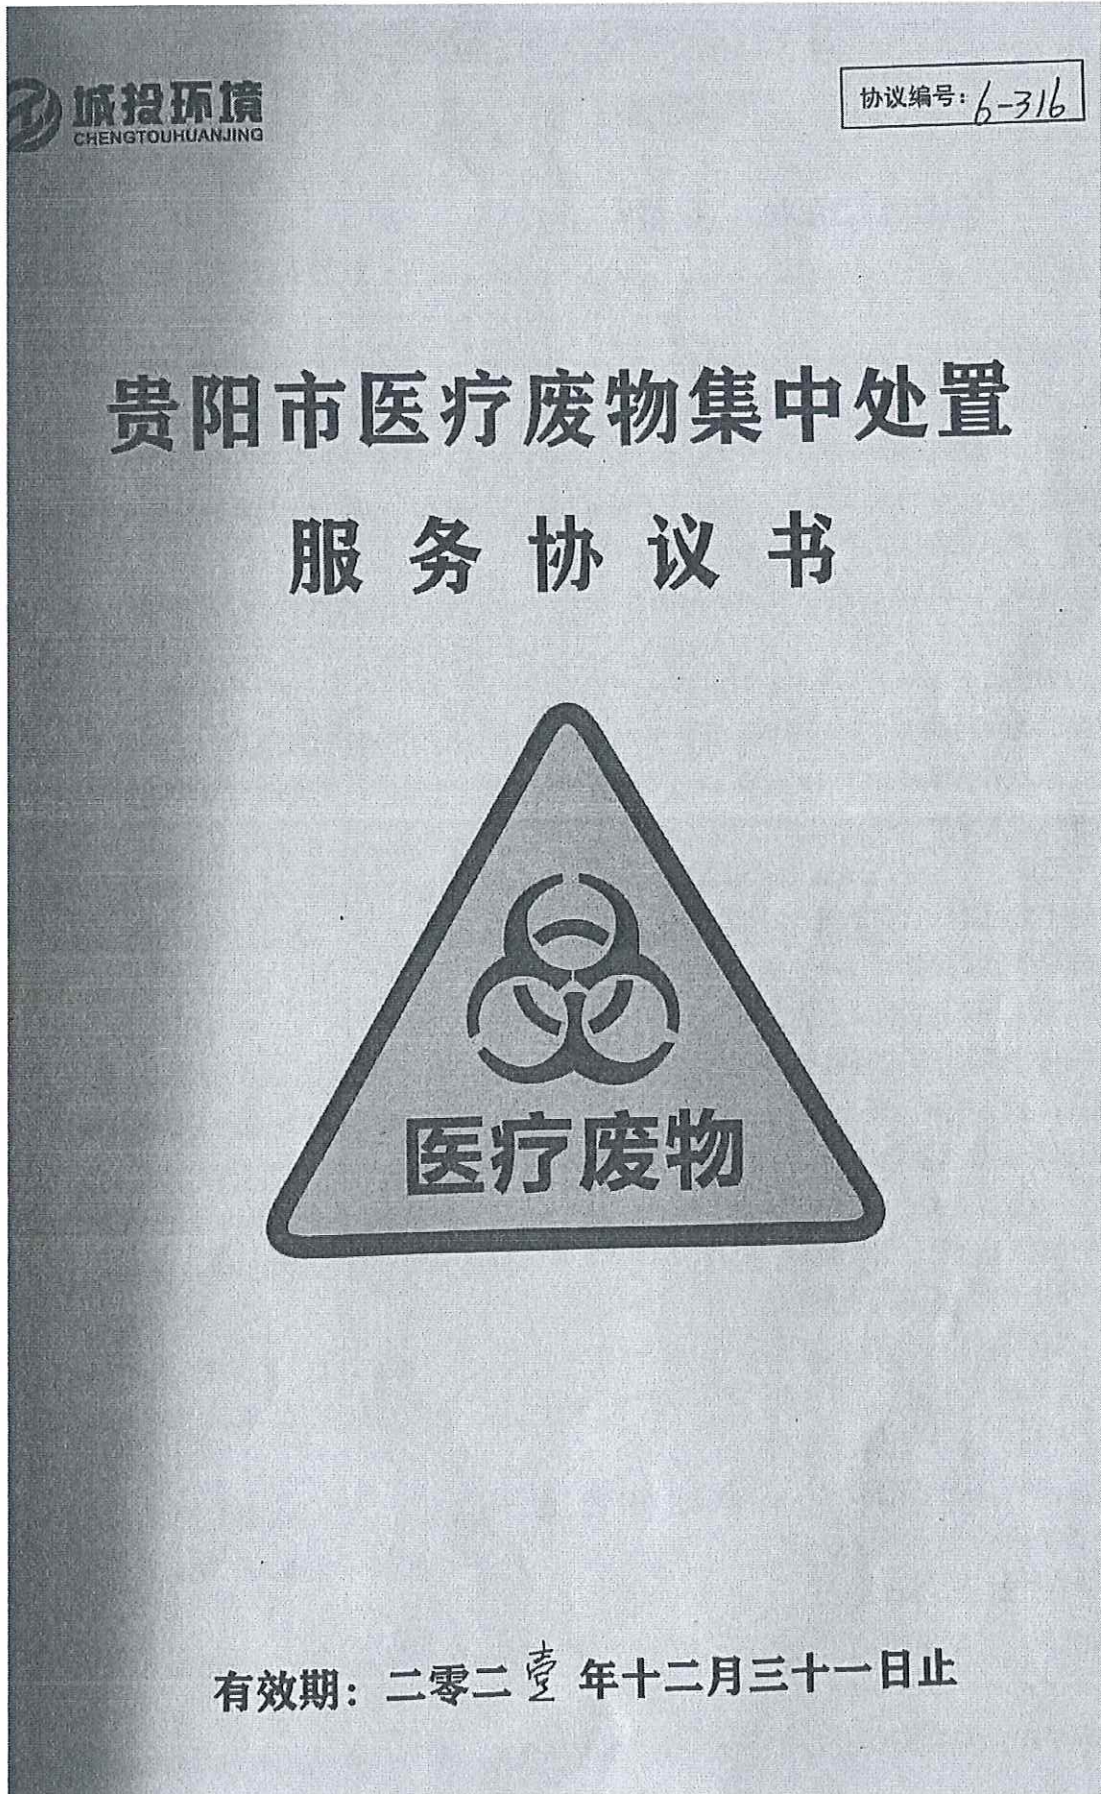 城投环境
CHENGTOUHUANJING
协议编号：6-316
贵阳市医疗废物集中处置
服务协议书
医疗废物
有效期：二零二壹年十二月三十一日止